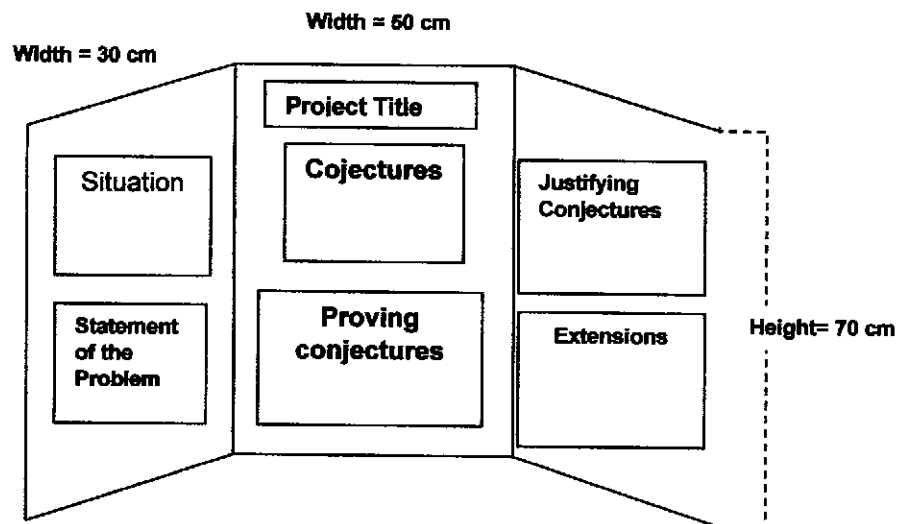 Width = 50 cm
Width = 30 cm
Project Title
Situation
Cojectures
Justifying
Conjectures
Statement
of the
Problem
Proving
conjectures
Extensions
Height= 70 cm